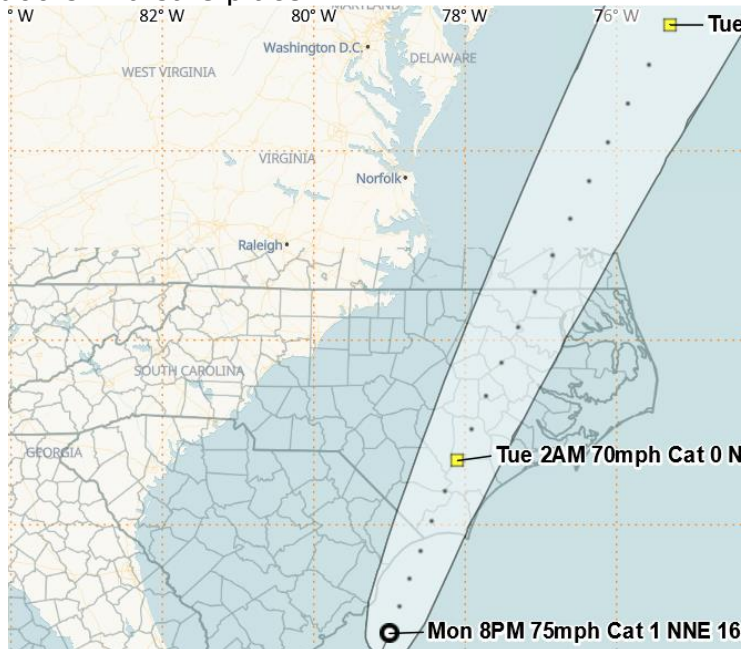 82° W 80° W 78° W 76° W
Washington D.C.
DELAWARE
WEST VIRGINIA
Tue
VIRGINIA
Norfolk
Raleigh
SOUTH CAROLINA
GEORGIA
Tue 2AM 70mph Cat 0 N
Mon 8PM 75mph Cat 1 NNE 16